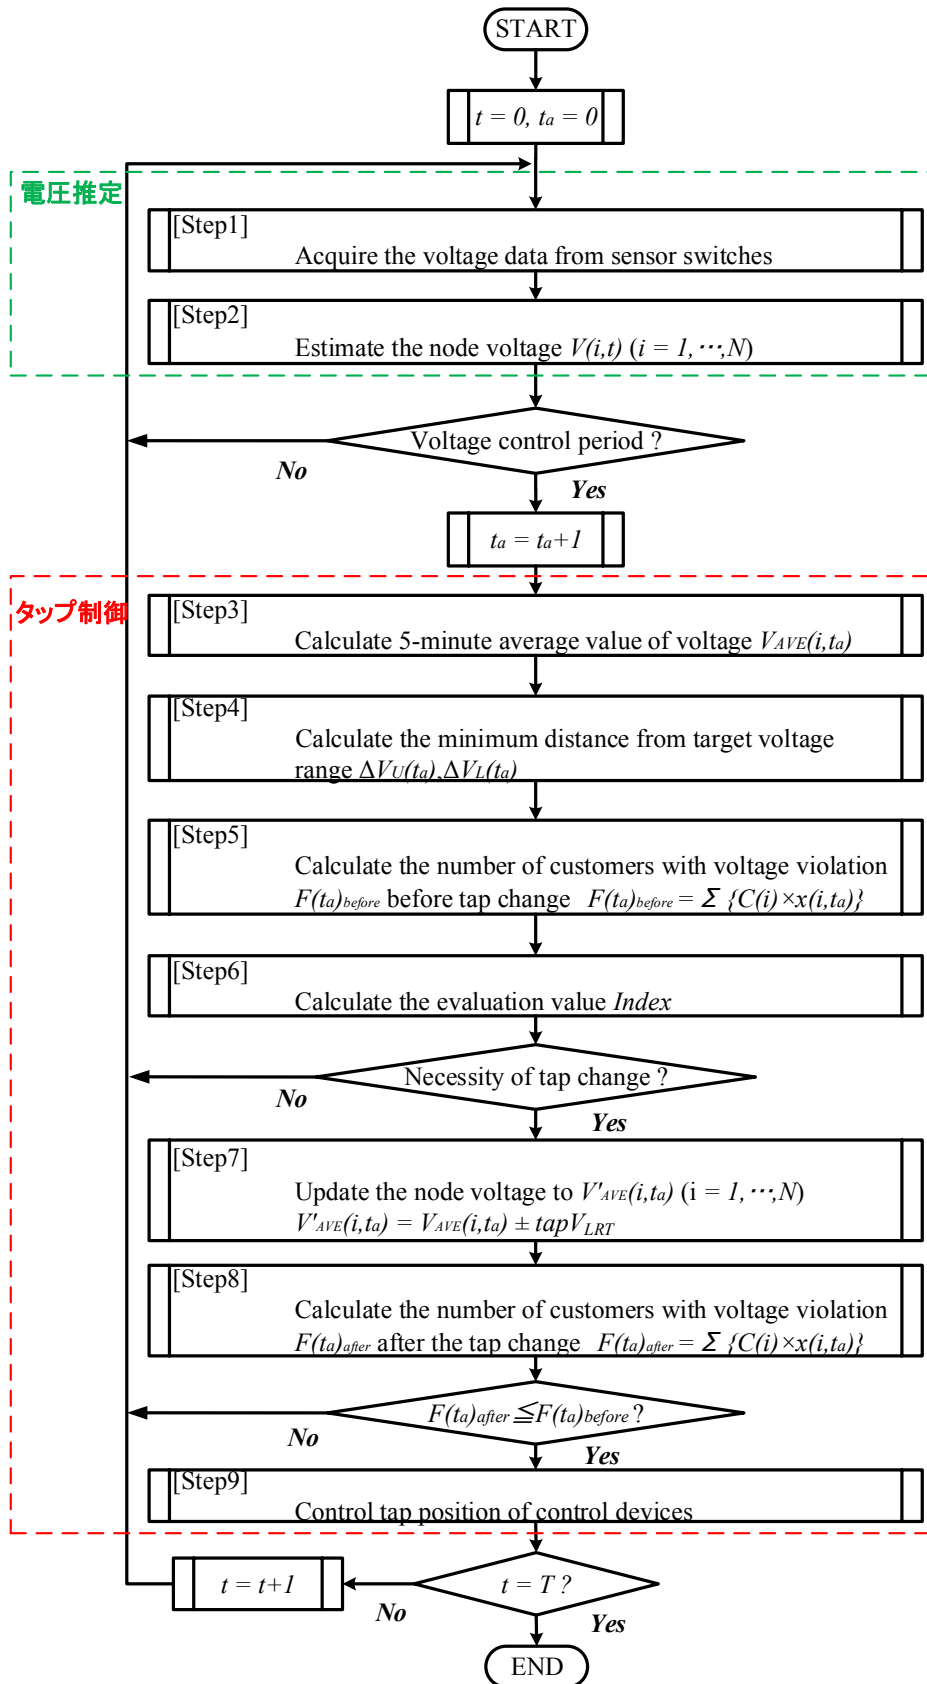 START
t = 0, ta = 0
電圧推定
[Step1]
Acquire the voltage data from sensor switches
[Step2]
Estimate the node voltage V(i,t) (i = 1, ⋯,N)
Voltage control period ?
No
Yes
ta = ta+1
タップ制御
[Step3]
Calculate 5-minute average value of voltage VAVE(i,ta)
[Step4]
Calculate the minimum distance from target voltage
range ΔVU(ta),ΔVL(ta)
[Step5]
Calculate the number of customers with voltage violation
F(ta)before before tap change F(ta)before = Σ {C(i)×x(i,ta)}
[Step6]
Calculate the evaluation value Index
Necessity of tap change ?
No
Yes
[Step7]
Update the node voltage to V'AVE(i,ta) (i = 1, ⋯,N)
V'AVE(i,ta) = VAVE(i,ta) ± tapVLRT
[Step8]
Calculate the number of customers with voltage violation
F(ta)after after the tap change F(ta)after = Σ {C(i)×x(i,ta)}
F(ta)after ≦ F(ta)before ?
No
Yes
[Step9]
Control tap position of control devices
t = t+1
t = T ?
No
Yes
END